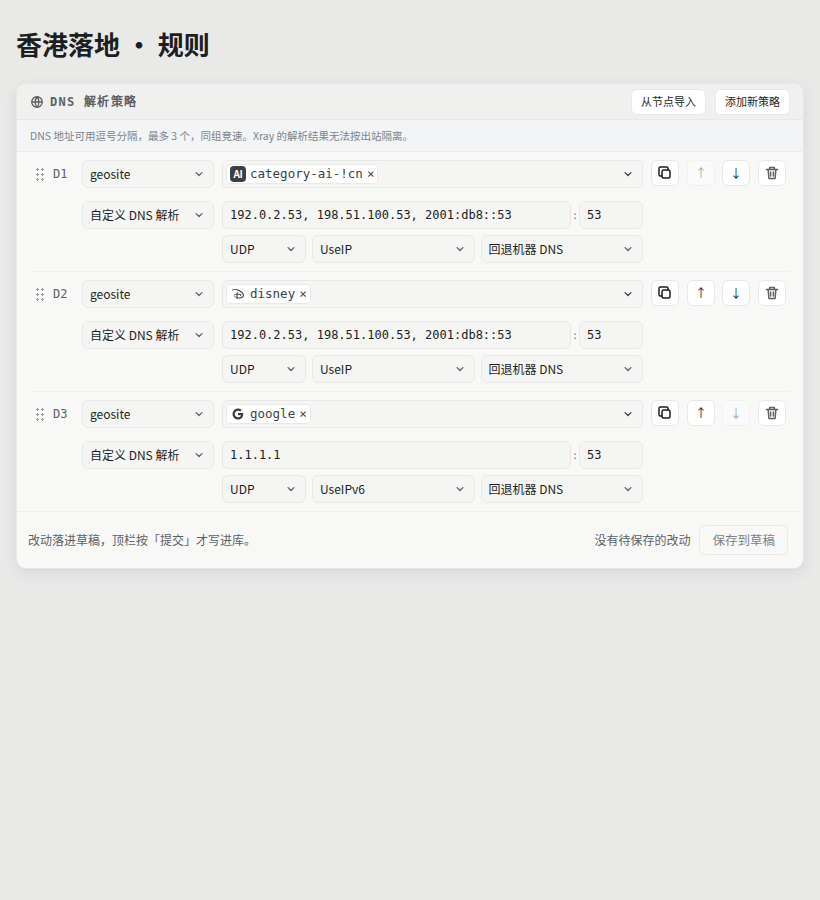 香港落地 · 规则
DNS 解析策略 从节点导入 添加新策略
DNS 地址可用逗号分隔，最多 3 个，同组竞速。Xray 的解析结果无法按出站隔离。
D1 geosite AI category-ai-!cn × ↑ ↓
自定义 DNS 解析 192.0.2.53, 198.51.100.53, 2001:db8::53 : 53
UDP UseIP 回退机器 DNS
D2 geosite disney × ↑ ↓
自定义 DNS 解析 192.0.2.53, 198.51.100.53, 2001:db8::53 : 53
UDP UseIP 回退机器 DNS
D3 geosite google × ↑ ↓
自定义 DNS 解析 1.1.1.1 : 53
UDP UseIPv6 回退机器 DNS
改动落进草稿，顶栏按「提交」才写进库。 没有待保存的改动 保存到草稿